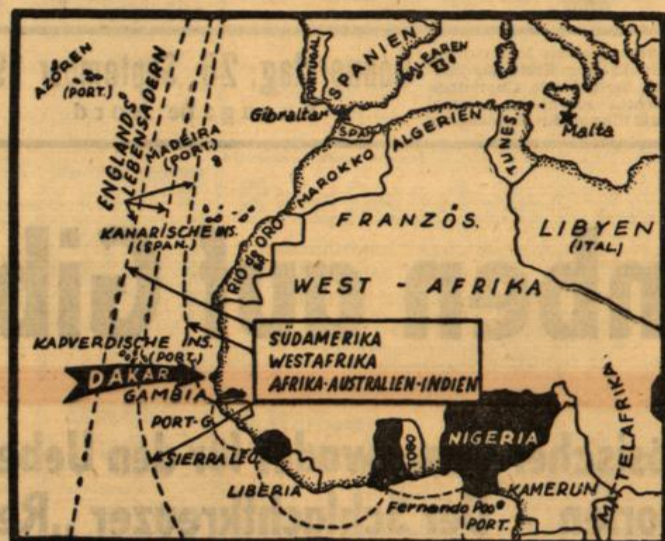 AZOREN
(PORT.)
ENGLANDS
LEBENSADERN
MADEIRA
(PORT.)
PORTUGAL
SPANIEN
BALEAREN
Gibraltar
SPAN.
MAROKKO
ALGERIEN
TUNES.
Malta
KANARISCHE INS.
(SPAN.)
RIO de ORO
FRANZÖS.
LIBYEN
(ITAL.)
WEST-AFRIKA
KAPVERDISCHE INS.
(PORT.)
SÜDAMERIKA
WESTAFRIKA
AFRIKA-AUSTRALIEN-INDIEN
DAKAR
GAMBIA
PORT-G.
SIERRA LEO.
LIBERIA
TOGO
NIGERIA
KAMERUN
MITTELAFRIKA
Fernando Poo
PORT.